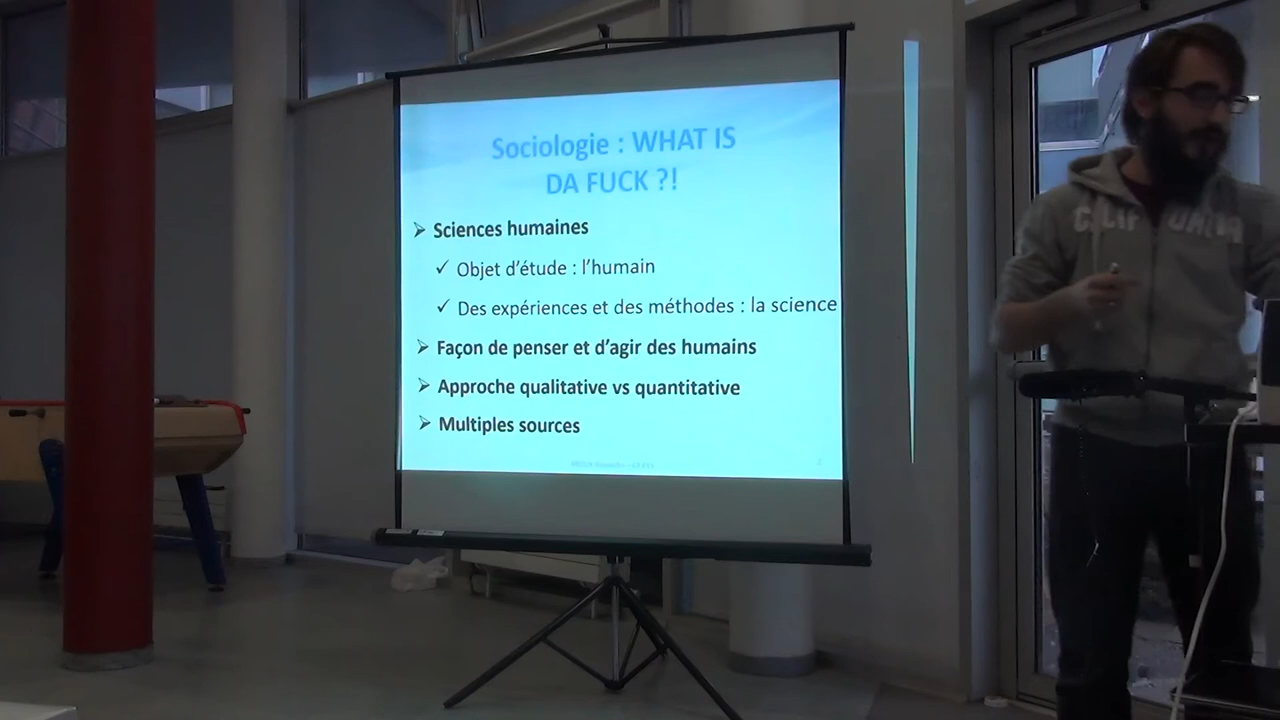 Sociologie : WHAT IS
DA FUCK ?!
➢ Sciences humaines
✓ Objet d'étude : l'humain
✓ Des expériences et des méthodes : la science
➢ Façon de penser et d'agir des humains
➢ Approche qualitative vs quantitative
➢ Multiples sources